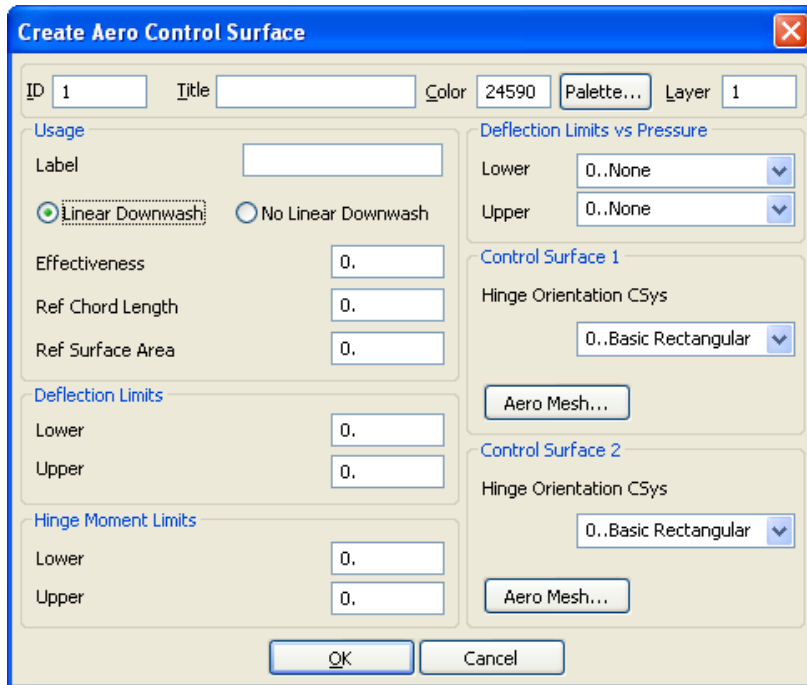 Create Aero Control Surface
ID 1 Title Color 24590 Palette... Layer 1
Usage
Label
Linear Downwash No Linear Downwash
Effectiveness 0.
Ref Chord Length 0.
Ref Surface Area 0.
Deflection Limits
Lower 0.
Upper 0.
Hinge Moment Limits
Lower 0.
Upper 0.
Deflection Limits vs Pressure
Lower 0..None
Upper 0..None
Control Surface 1
Hinge Orientation CSys
0..Basic Rectangular
Aero Mesh...
Control Surface 2
Hinge Orientation CSys
0..Basic Rectangular
Aero Mesh...
OK Cancel